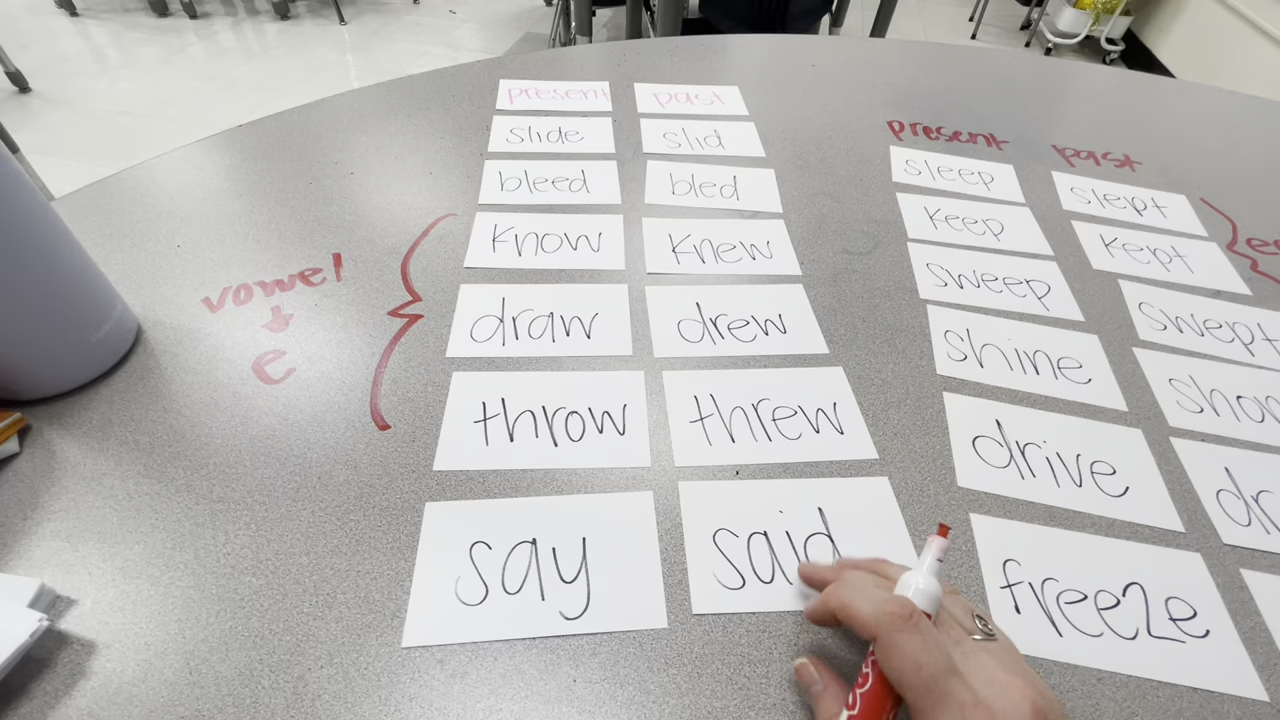 present past
slide slid
bleed bled
know knew
draw drew
throw threw
say said
vowel
e
present past
sleep slept
keep kept
sweep swept
shine
drive
freeze